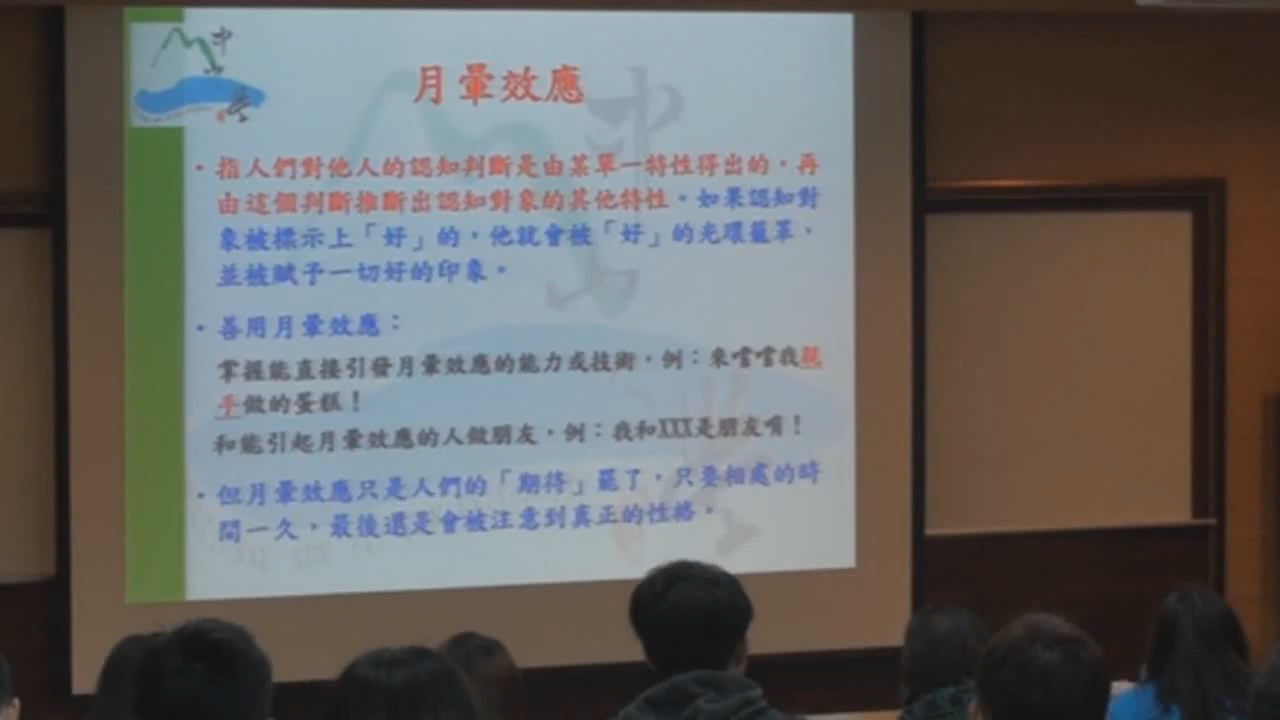 月暈效應
•指人們對他人的認知判斷是由某單一特性得出的,再
由這個判斷推斷出認知對象的其他特性。如果認知對
象被標示上「好」的,他就會被「好」的光環籠罩,
並被賦予一切好的印象。
•善用月暈效應:
掌握能直接引發月暈效應的能力或技術,例:來嚐嚐我親
手做的蛋糕!
和能引起月暈效應的人做朋友,例:我和XXX是朋友唷!
•但月暈效應只是人們的「期待」罷了,只要相處的時
間一久,最後還是會被注意到真正的性格。